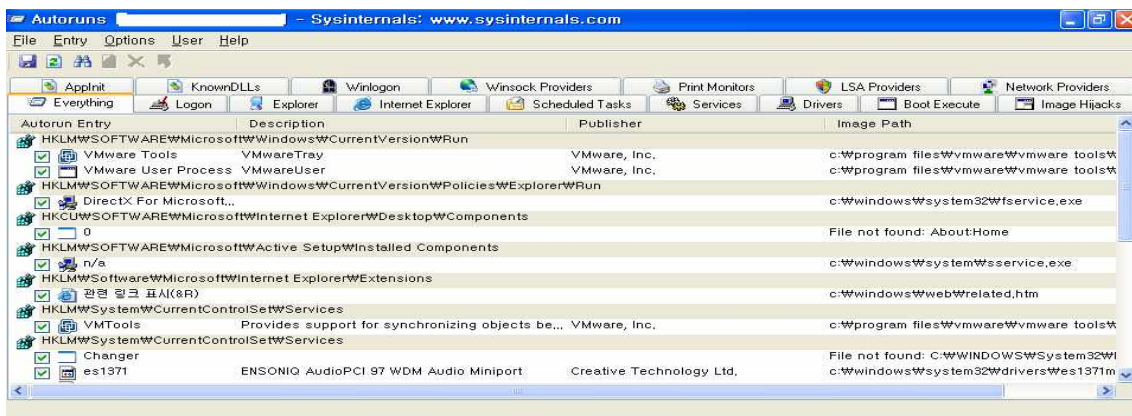 Autoruns - Sysinternals: www.sysinternals.com
File Entry Options User Help
AppInit KnownDLLs Winlogon Winsock Providers Print Monitors LSA Providers Network Providers
Everything Logon Explorer Internet Explorer Scheduled Tasks Services Drivers Boot Execute Image Hijacks
Autorun Entry Description Publisher Image Path
HKLM₩SOFTWARE₩Microsoft₩Windows₩CurrentVersion₩Run
VMware Tools VMwareTray VMware, Inc. c:₩program files₩vmware₩vmware tools₩
VMware User Process VMwareUser VMware, Inc. c:₩program files₩vmware₩vmware tools₩
HKLM₩SOFTWARE₩Microsoft₩Windows₩CurrentVersion₩Policies₩Explorer₩Run
DirectX For Microsoft... c:₩windows₩system32₩fservice.exe
HKCU₩SOFTWARE₩Microsoft₩Internet Explorer₩Desktop₩Components
0 File not found: About:Home
HKLM₩SOFTWARE₩Microsoft₩Active Setup₩Installed Components
n/a c:₩windows₩system₩sservice.exe
HKLM₩Software₩Microsoft₩Internet Explorer₩Extensions
관련 링크 표시(&R) c:₩windows₩web₩related.htm
HKLM₩System₩CurrentControlSet₩Services
VMTools Provides support for synchronizing objects be... VMware, Inc. c:₩program files₩vmware₩vmware tools₩
HKLM₩System₩CurrentControlSet₩Services
Changer File not found: C:₩WINDOWS₩System32₩
es1371 ENSONIQ AudioPCI 97 WDM Audio Miniport Creative Technology Ltd. c:₩windows₩system32₩drivers₩es1371m